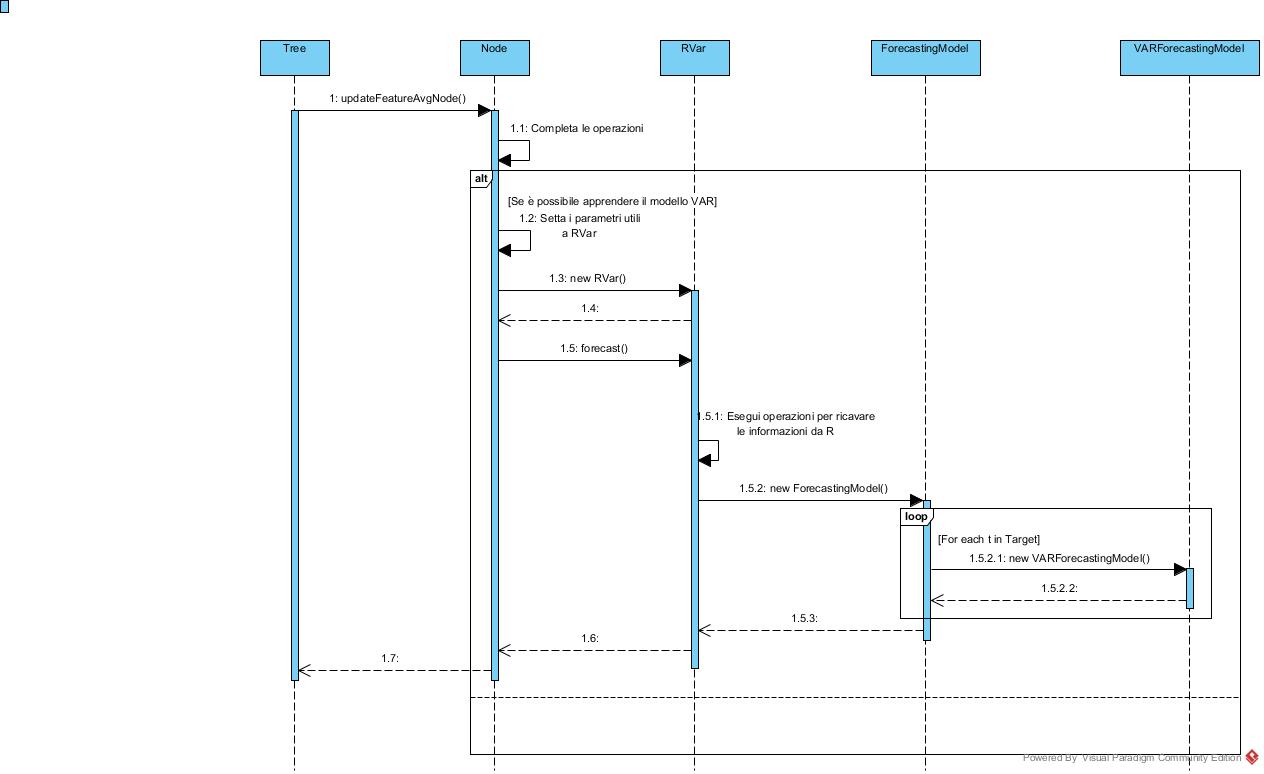 Tree
Node
RVar
ForecastingModel
VARForecastingModel
1: updateFeatureAvgNode()
1.1: Completa le operazioni
alt
[Se è possibile apprendere il modello VAR]
1.2: Setta i parametri utili
a RVar
1.3: new RVar()
1.4:
1.5: forecast()
1.5.1: Esegui operazioni per ricavare
le informazioni da R
1.5.2: new ForecastingModel()
loop
[For each t in Target]
1.5.2.1: new VARForecastingModel()
1.5.2.2:
1.5.3:
1.6:
1.7:
Powered By Visual Paradigm Community Edition